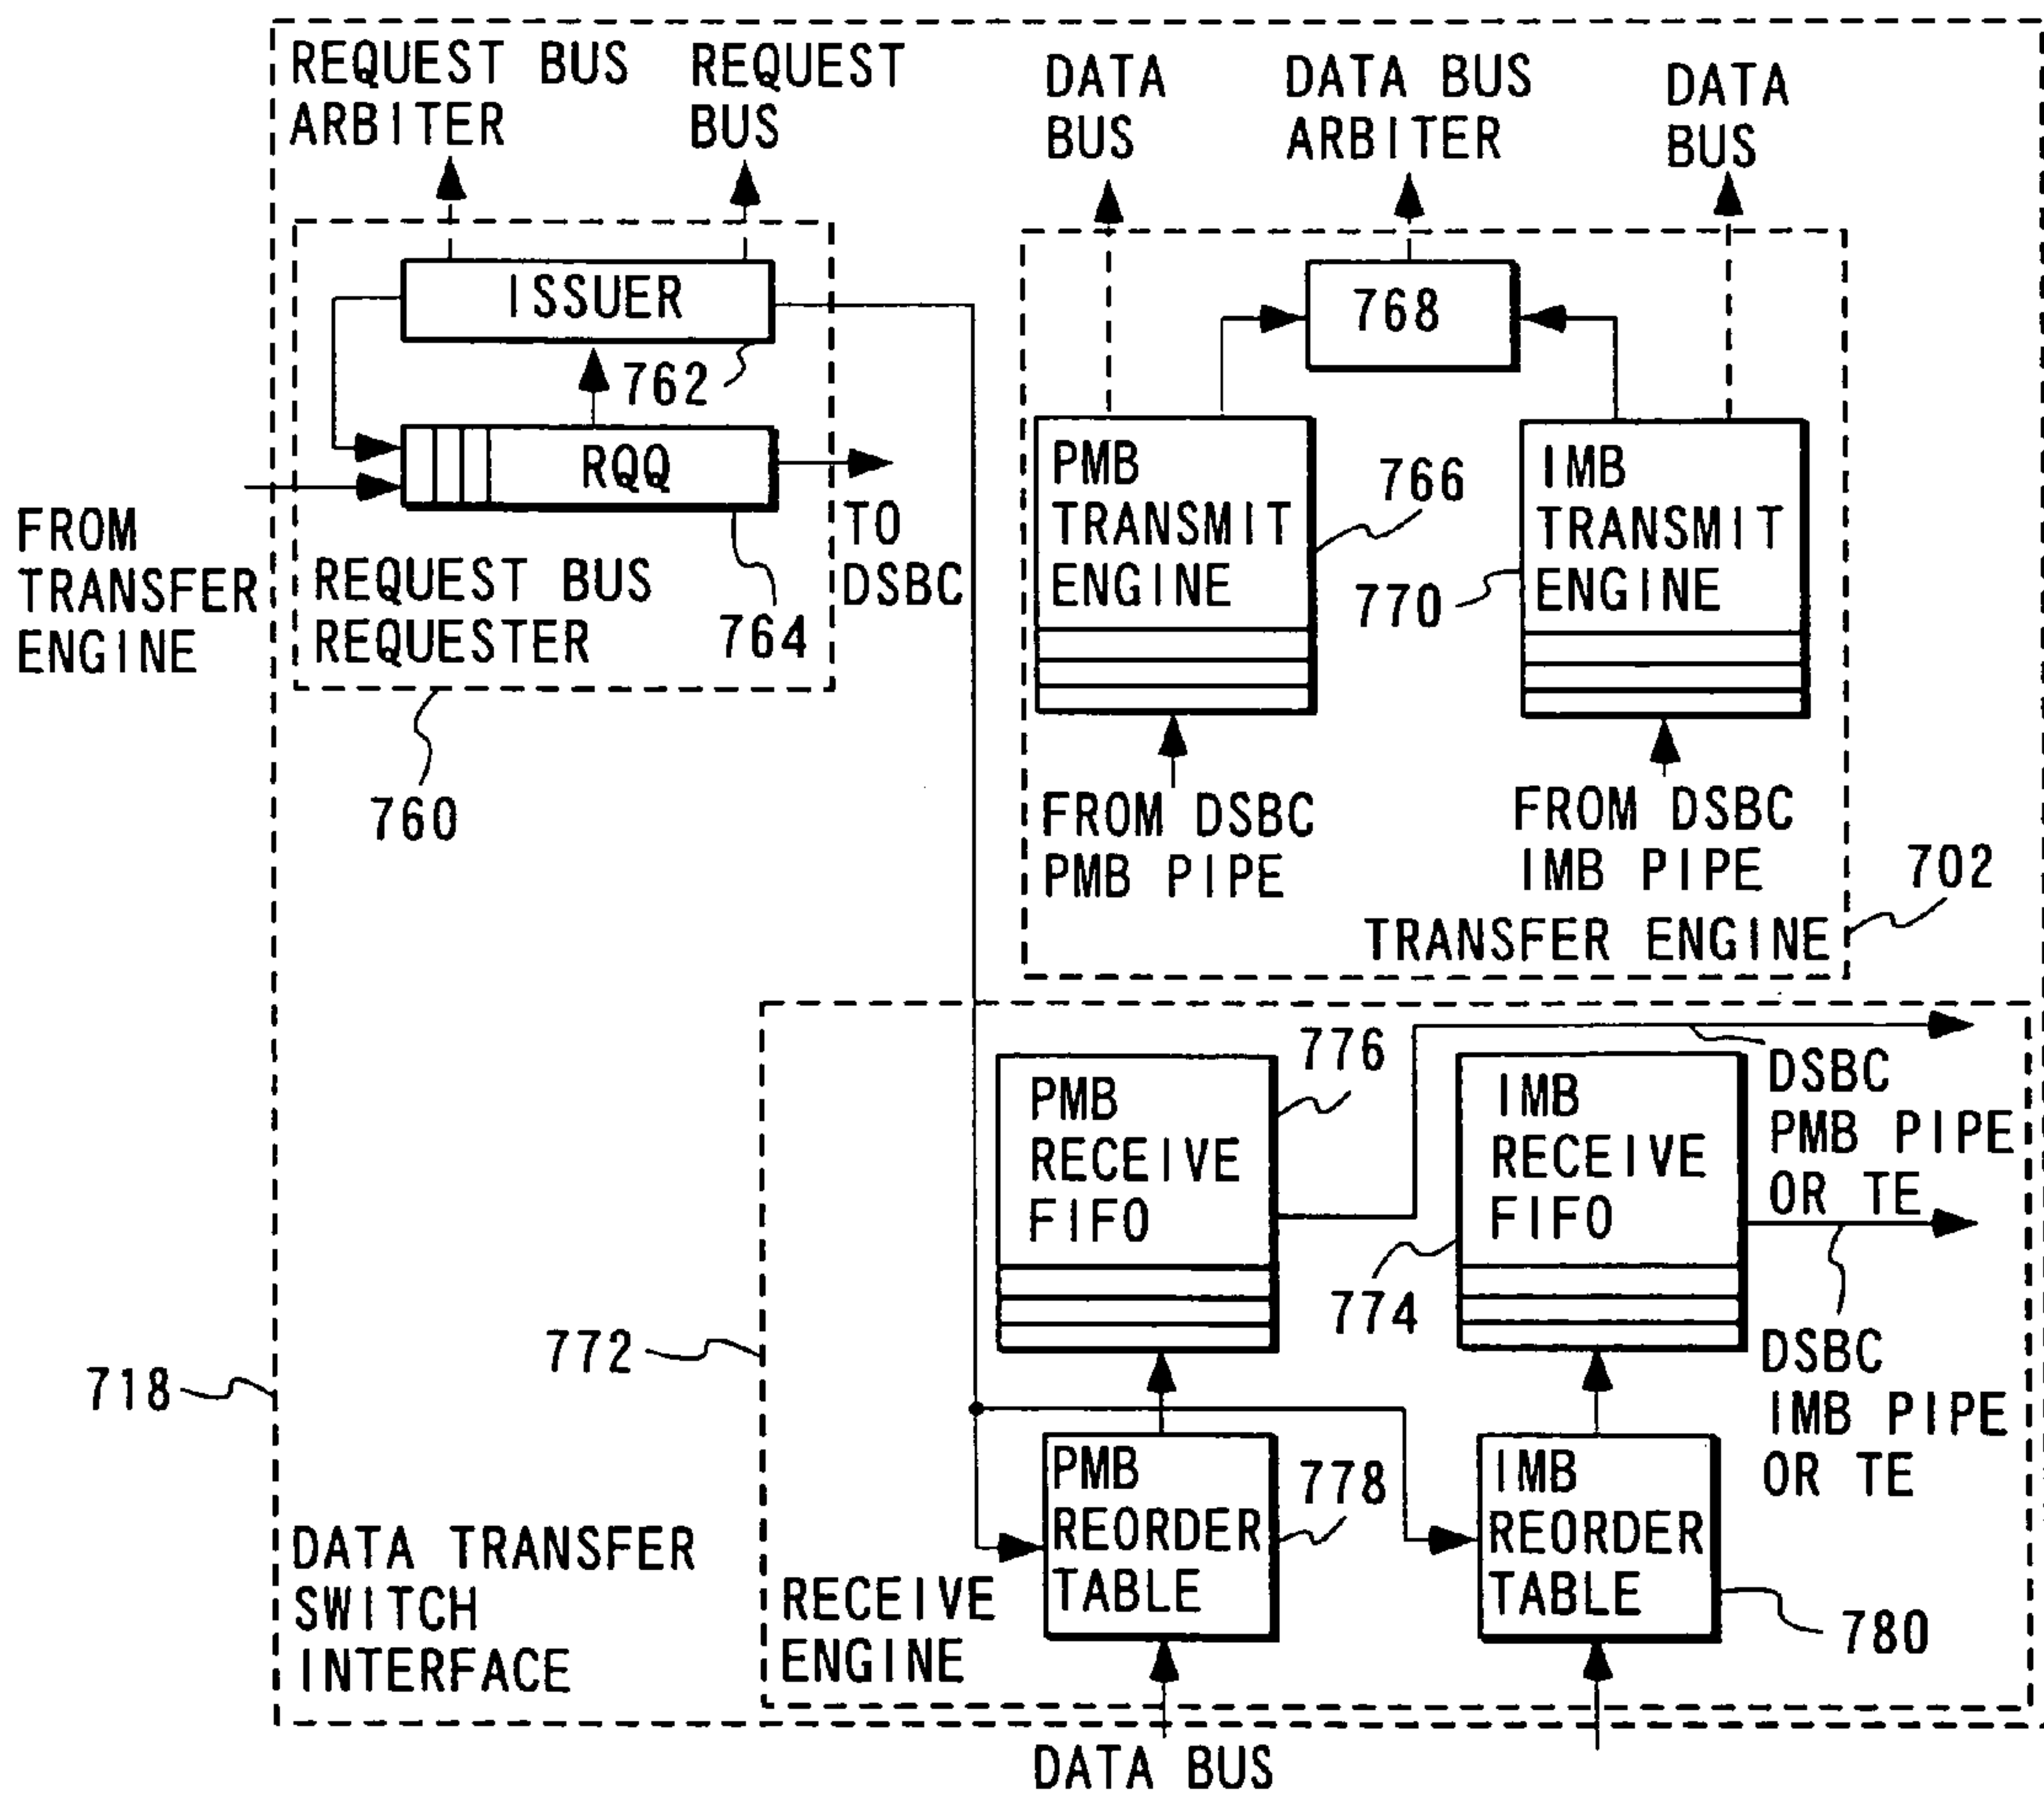 REQUEST BUS
ARBITER
REQUEST
BUS
DATA
BUS
DATA BUS
ARBITER
DATA
BUS
ISSUER
762
RQQ
764
FROM
TRANSFER
ENGINE
REQUEST BUS
REQUESTER
TO
DSBC
760
768
PMB
TRANSMIT
ENGINE
766
IMB
TRANSMIT
ENGINE
770
FROM DSBC
PMB PIPE
FROM DSBC
IMB PIPE
702
TRANSFER ENGINE
PMB
RECEIVE
FIFO
776
IMB
RECEIVE
FIFO
774
DSBC
PMB PIPE
OR TE
DSBC
IMB PIPE
OR TE
772
718
PMB
REORDER
TABLE
778
IMB
REORDER
TABLE
780
DATA TRANSFER
SWITCH
INTERFACE
RECEIVE
ENGINE
DATA BUS